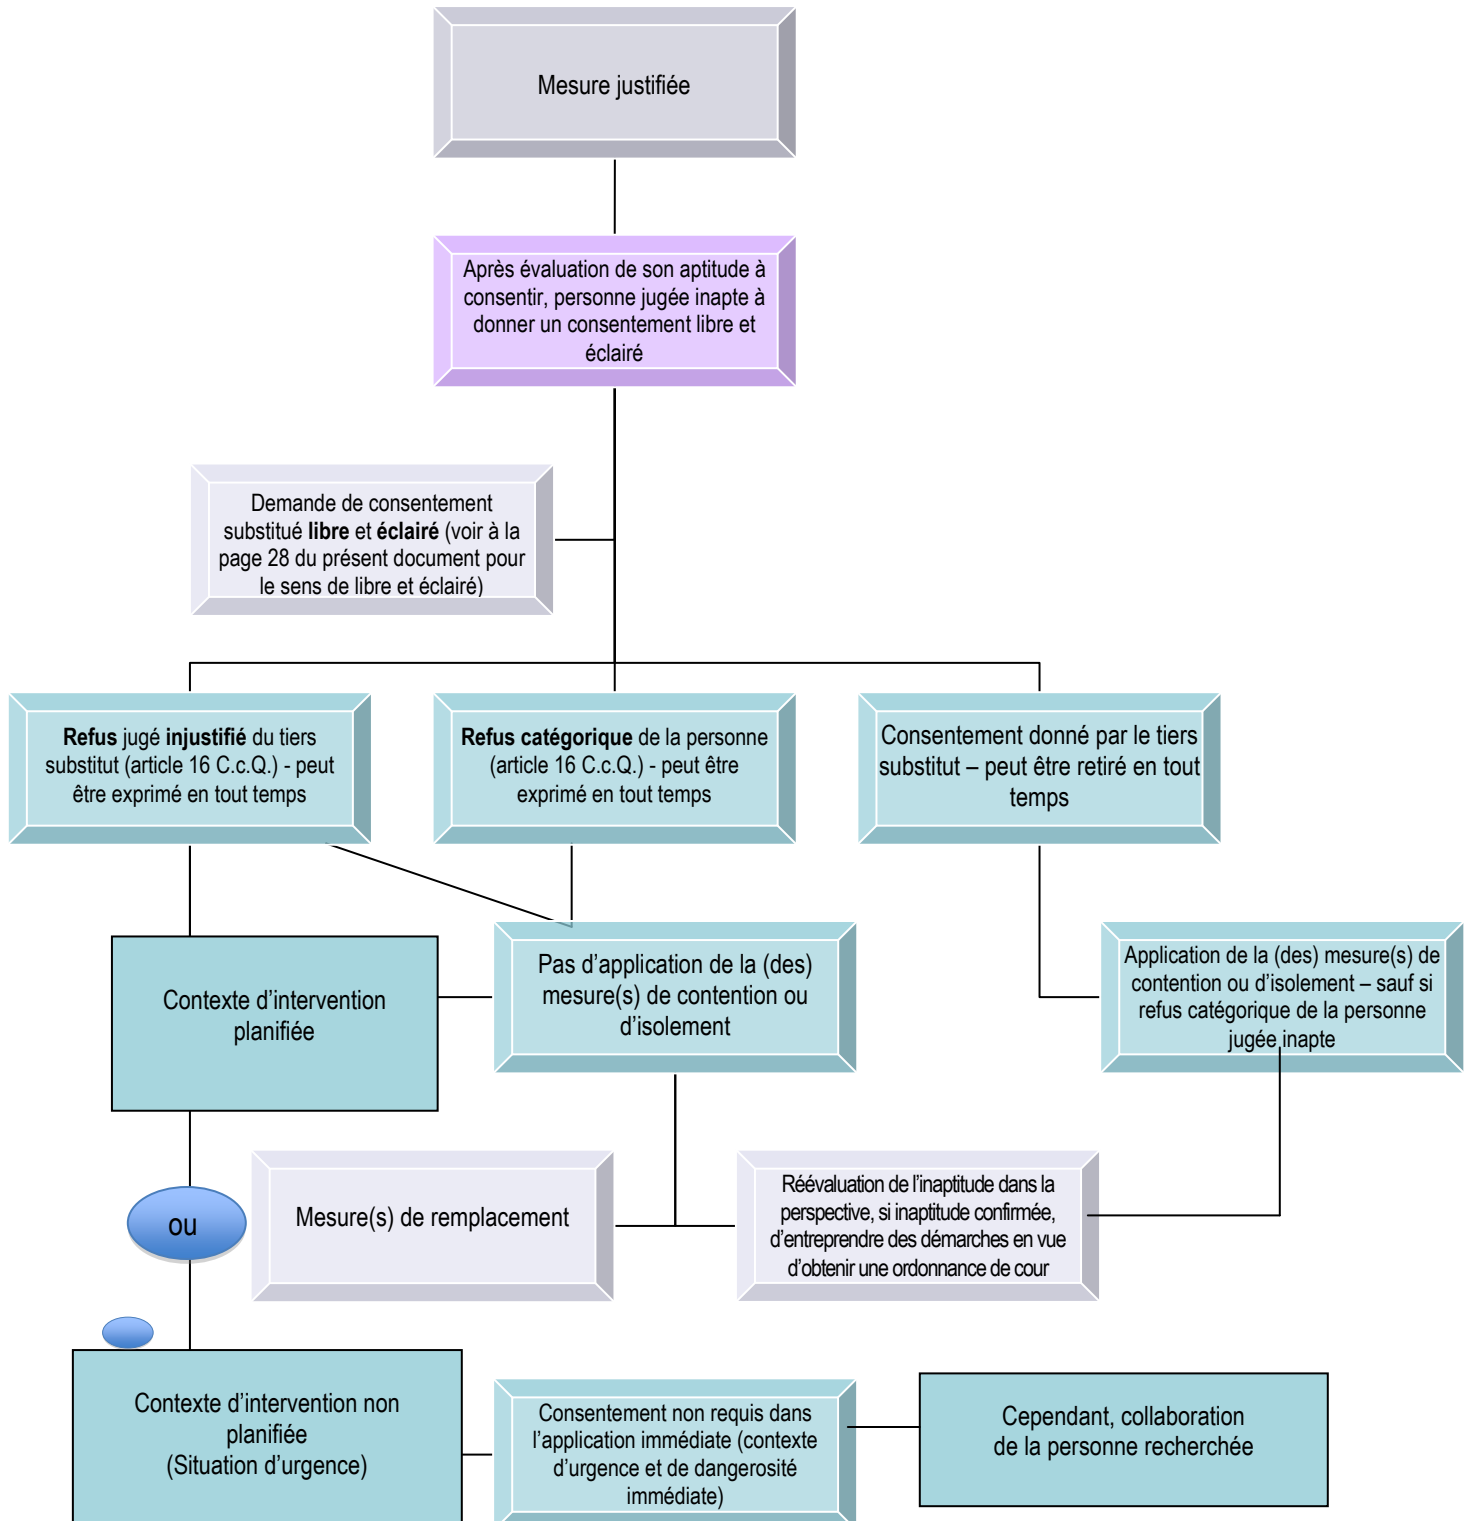 Mesure justifiée
Après évaluation de son aptitude à
consentir, personne jugée inapte à
donner un consentement libre et
éclairé
Demande de consentement
substitué libre et éclairé (voir à la
page 28 du présent document pour
le sens de libre et éclairé)
Refus jugé injustifié du tiers
substitut (article 16 C.c.Q.) - peut
être exprimé en tout temps
Refus catégorique de la personne
(article 16 C.c.Q.) - peut être
exprimé en tout temps
Consentement donné par le tiers
substitut – peut être retiré en tout
temps
Contexte d’intervention
planifiée
Pas d’application de la (des)
mesure(s) de contention ou
d’isolement
Application de la (des) mesure(s) de
contention ou d’isolement – sauf si
refus catégorique de la personne
jugée inapte
ou
Mesure(s) de remplacement
Réévaluation de l’inaptitude dans la
perspective, si inaptitude confirmée,
d’entreprendre des démarches en vue
d’obtenir une ordonnance de cour
Contexte d’intervention non
planifiée
(Situation d’urgence)
Consentement non requis dans
l’application immédiate (contexte
d’urgence et de dangerosité
immédiate)
Cependant, collaboration
de la personne recherchée